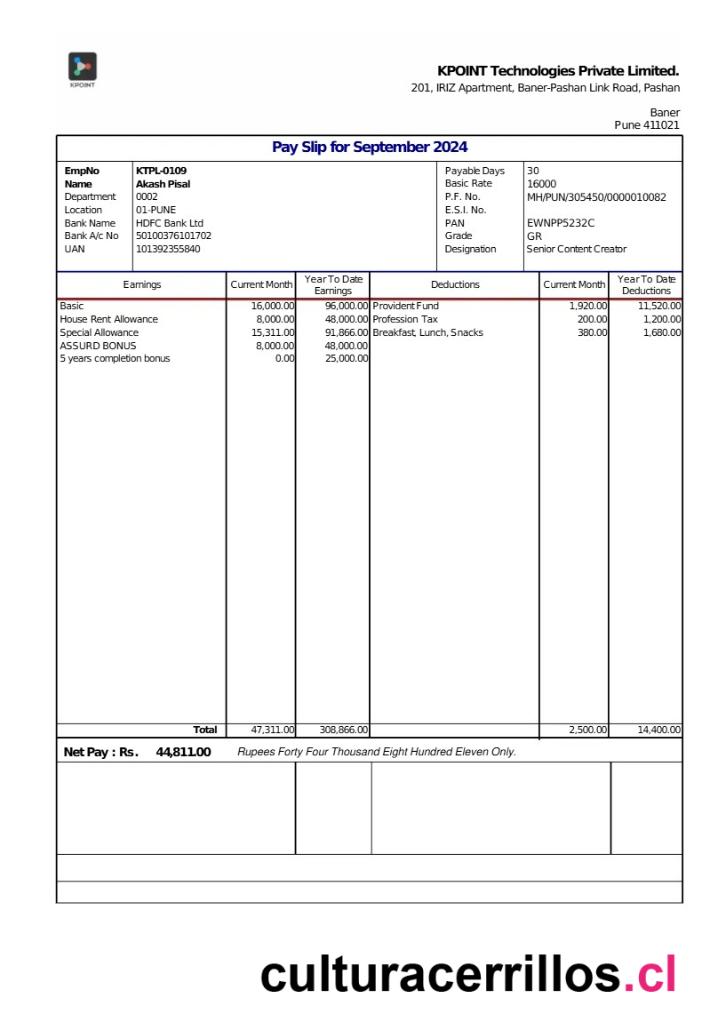 KPOINT
KPOINT Technologies Private Limited.
201, IRIZ Apartment, Baner-Pashan Link Road, Pashan
Baner
Pune 411021
Pay Slip for September 2024
EmpNo KTPL-0109 Payable Days 30
Name Akash Pisal Basic Rate 16000
Department 0002 P.F. No. MH/PUN/305450/0000010082
Location 01-PUNE E.S.I. No.
Bank Name HDFC Bank Ltd PAN EWNPP5232C
Bank A/c No 50100376101702 Grade GR
UAN 101392355840 Designation Senior Content Creator
Earnings Current Month Year To Date Earnings Deductions Current Month Year To Date Deductions
Basic 16,000.00 96,000.00 Provident Fund 1,920.00 11,520.00
House Rent Allowance 8,000.00 48,000.00 Profession Tax 200.00 1,200.00
Special Allowance 15,311.00 91,866.00 Breakfast, Lunch, Snacks 380.00 1,680.00
ASSURD BONUS 8,000.00 48,000.00
5 years completion bonus 0.00 25,000.00
Total 47,311.00 308,866.00 2,500.00 14,400.00
Net Pay : Rs. 44,811.00 Rupees Forty Four Thousand Eight Hundred Eleven Only.
culturacerrillos.cl